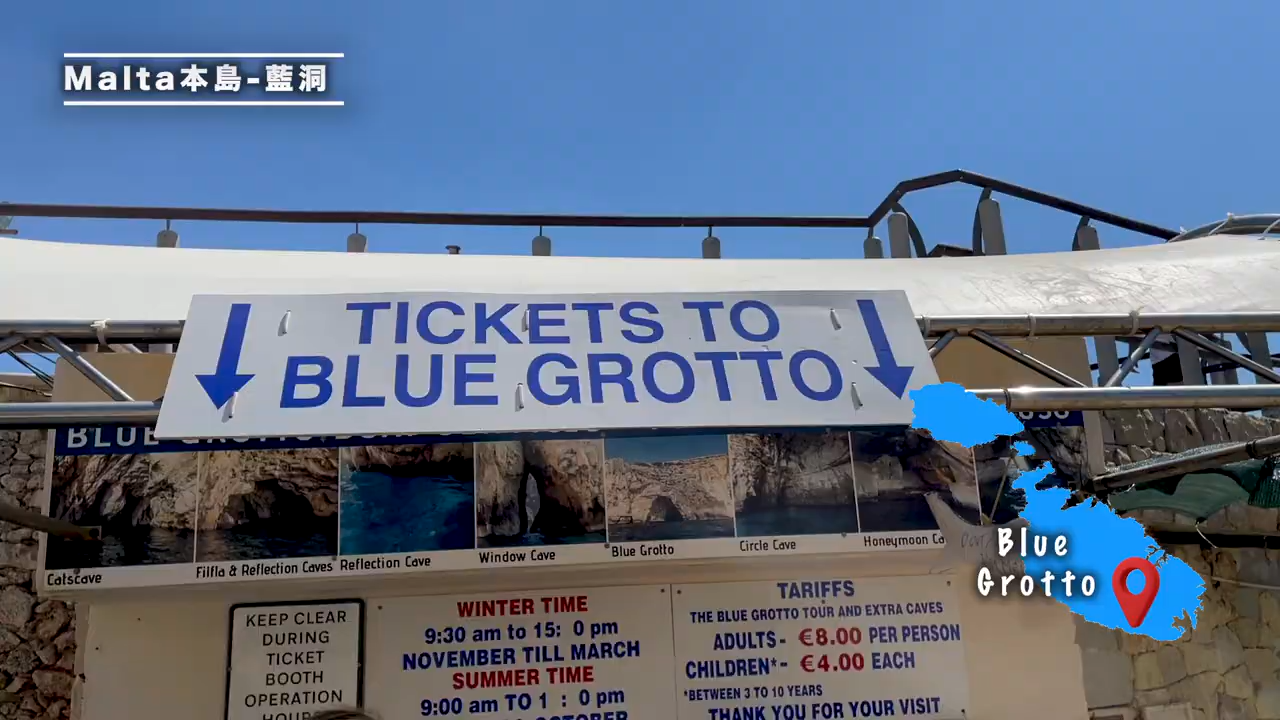 Malta本島-藍洞
TICKETS TO
BLUE GROTTO
BLUE GROTTO
Catscave
Filfla & Reflection Caves
Reflection Cave
Window Cave
Blue Grotto
Circle Cave
Honeymoon
Blue
Grotto
KEEP CLEAR
DURING
TICKET
BOOTH
OPERATION
WINTER TIME
9:30 am to 15: 0 pm
NOVEMBER TILL MARCH
SUMMER TIME
9:00 am TO 1 : 0 pm
OCTOBER
TARIFFS
THE BLUE GROTTO TOUR AND EXTRA CAVES
ADULTS- €8.00 PER PERSON
CHILDREN*- €4.00 EACH
*BETWEEN 3 TO 10 YEARS
THANK YOU FOR YOUR VISIT